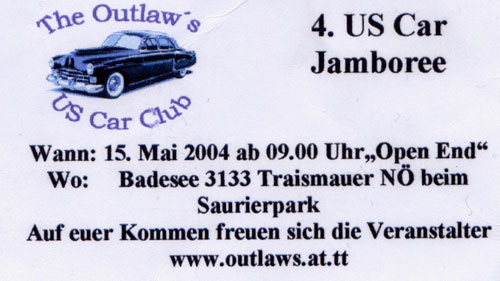 The Outlaw´s
US Car Club
4. US Car
Jamboree
Wann: 15. Mai 2004 ab 09.00 Uhr„Open End“
Wo: Badesee 3133 Traismauer NÖ beim
Saurierpark
Auf euer Kommen freuen sich die Veranstalter
www.outlaws.at.tt